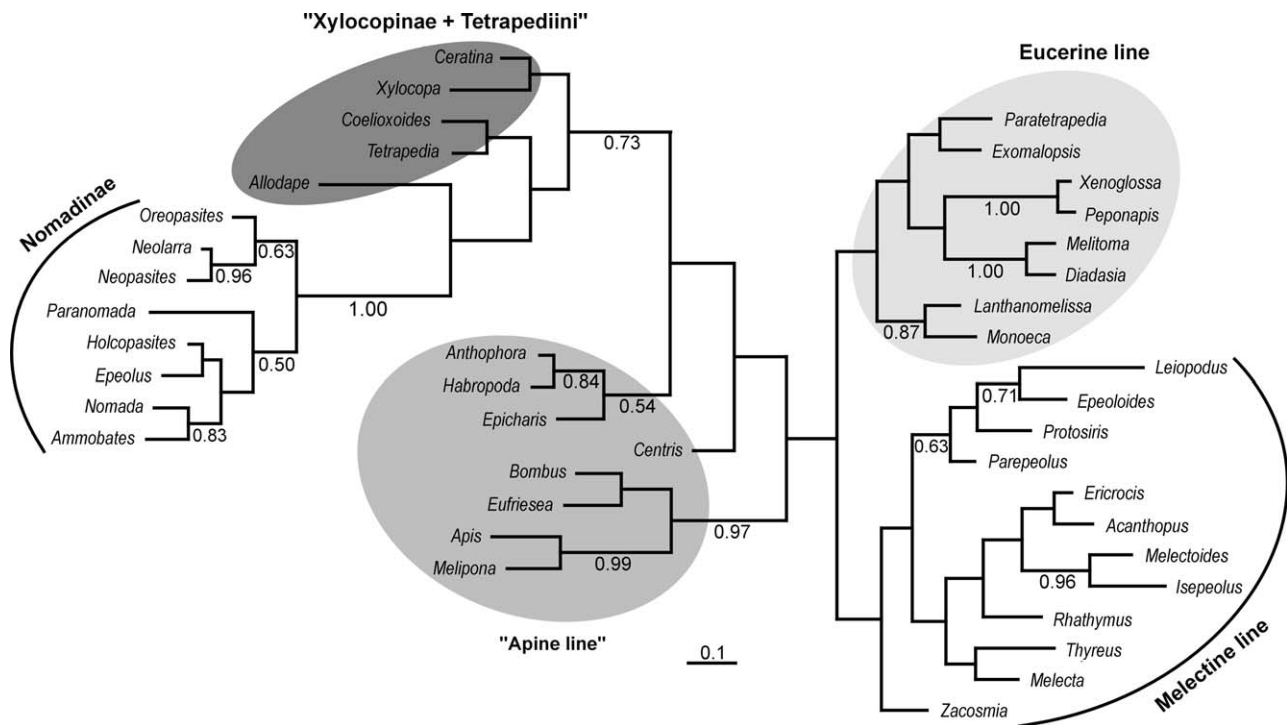 "Xylocopinae + Tetrapediini"
Ceratina
Xylocopa
Coelioxoides
Tetrapedia
Allodape
0.73
Nomadinae
Oreopasites
Neolarra
0.63
Neopasites
0.96
1.00
Paranomada
Holcopasites
0.50
Epeolus
Nomada
Ammobates
0.83
Anthophora
Habropoda
0.84
Epicharis
0.54
Centris
Bombus
Eufriesea
Apis
0.97
Melipona
0.99
"Apine line"
0.1
Eucerine line
Paratetrapedia
Exomalopsis
Xenoglossa
1.00
Peponapis
Melitoma
1.00
Diadasia
Lanthanomelissa
0.87
Monoeca
Leiopodus
0.71
Epeoloides
Protosiris
0.63
Parepeolus
Ericrocis
Acanthopus
Melectoides
0.96
Isepeolus
Rhathymus
Thyreus
Melecta
Zacosmia
Melectine line